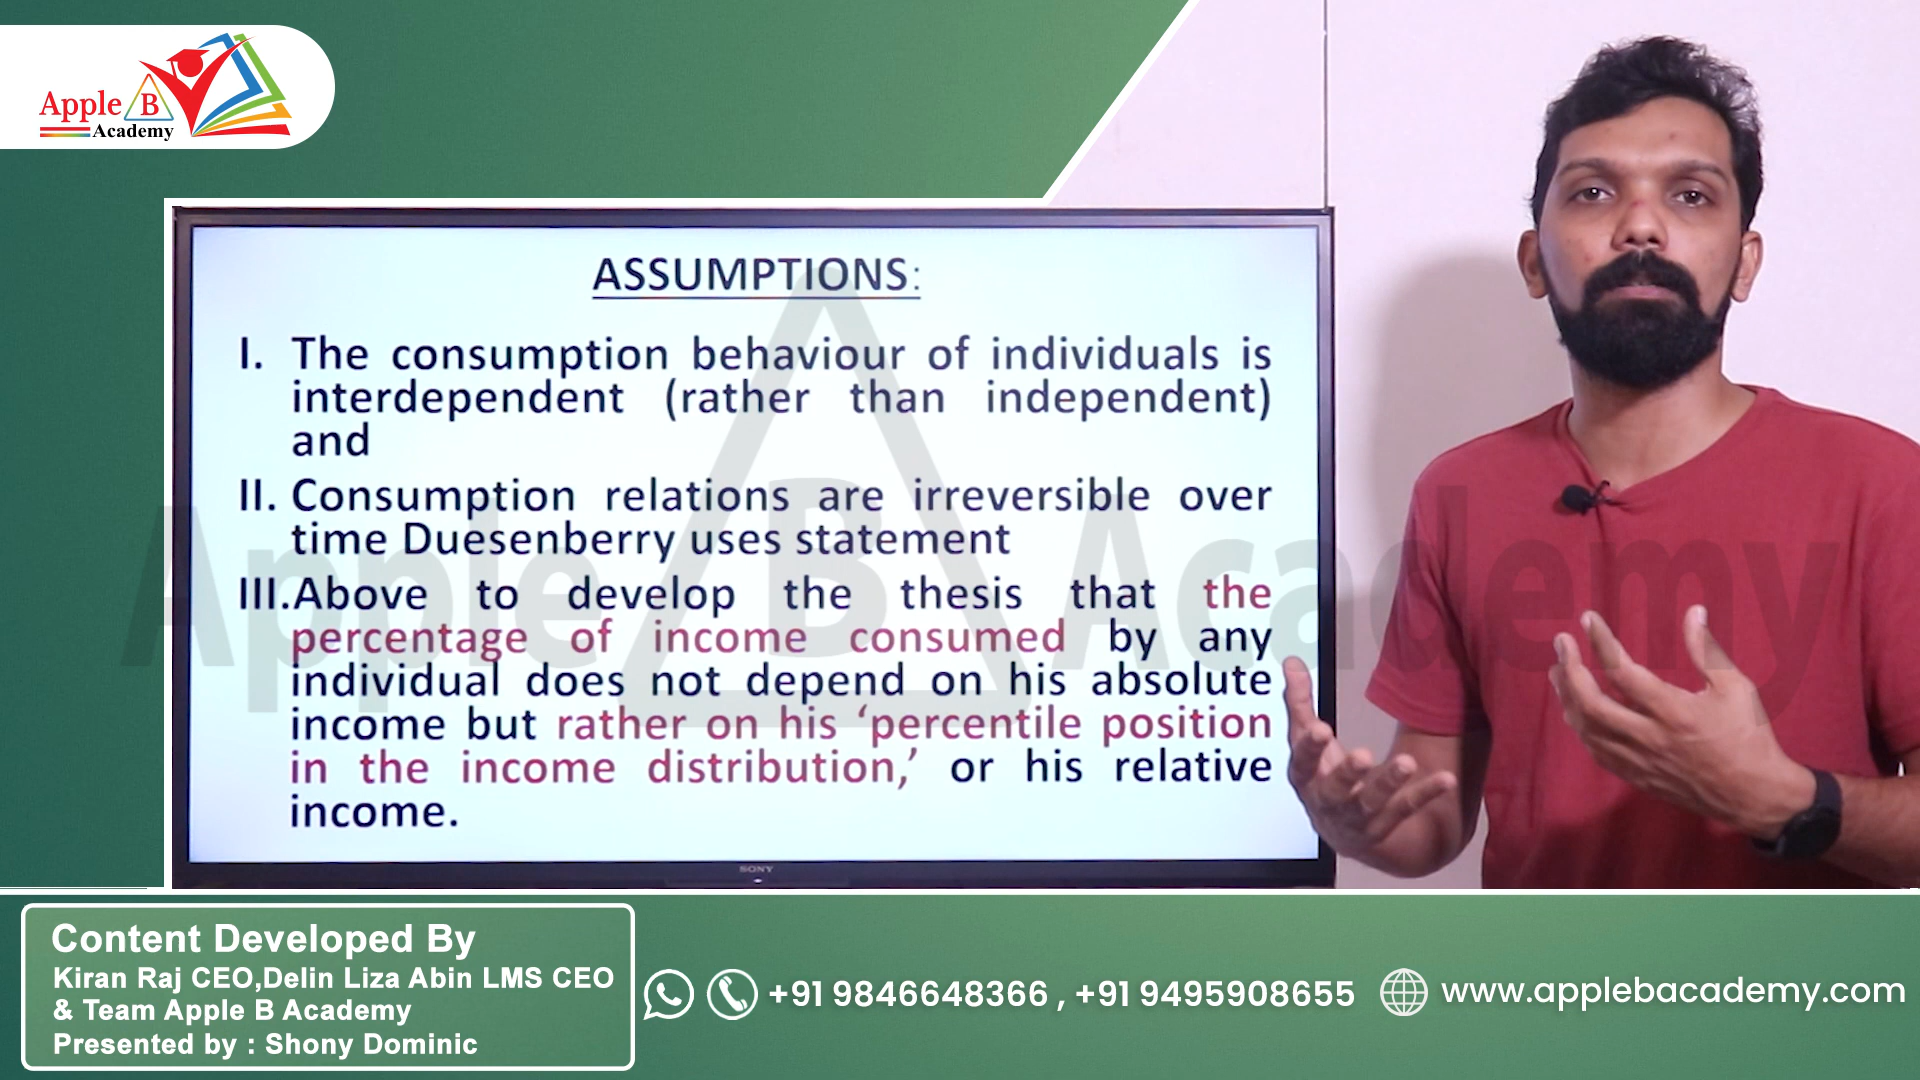 Apple B
Academy
ASSUMPTIONS:
I. The consumption behaviour of individuals is
interdependent (rather than independent)
and
II. Consumption relations are irreversible over
time Duesenberry uses statement
III.Above to develop the thesis that the
percentage of income consumed by any
individual does not depend on his absolute
income but rather on his ‘percentile position
in the income distribution,’ or his relative
income.
Apple B Academy
SONY
Content Developed By
Kiran Raj CEO,Delin Liza Abin LMS CEO
& Team Apple B Academy
Presented by : Shony Dominic
+91 9846648366 , +91 9495908655
www.applebacademy.com